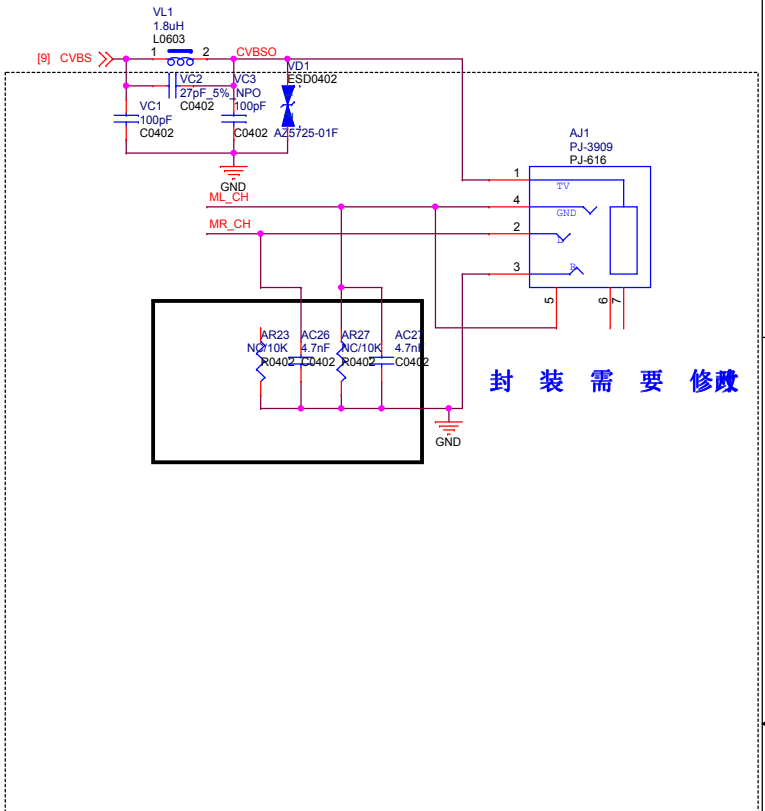 VL1
1.8uH
L0603
1 2
[9] CVBS
CVBSO
VD1
ESD0402
VC2
27pF_5%_NPO
C0402
VC3
100pF
C0402
VC1
100pF
C0402
AZ5725-01F
GND
ML_CH
MR_CH
AJ1
PJ-3909
PJ-616
1
TV
4
GND
2
L
3
R
5
6
7
AR23
NC/10K
R0402
AC26
4.7nF
C0402
AR27
NC/10K
R0402
AC27
4.7nF
C0402
GND
封装需要修改